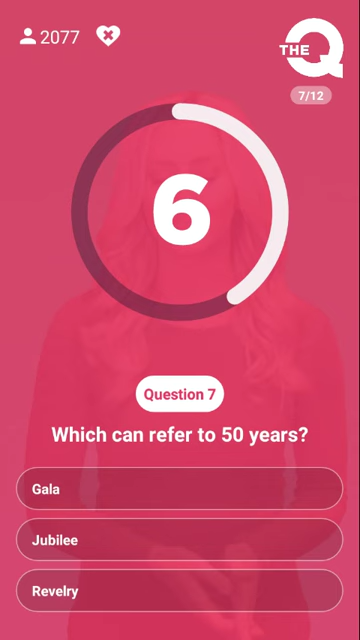 2077
THE Q
7/12
6
Question 7
Which can refer to 50 years?
Gala
Jubilee
Revelry